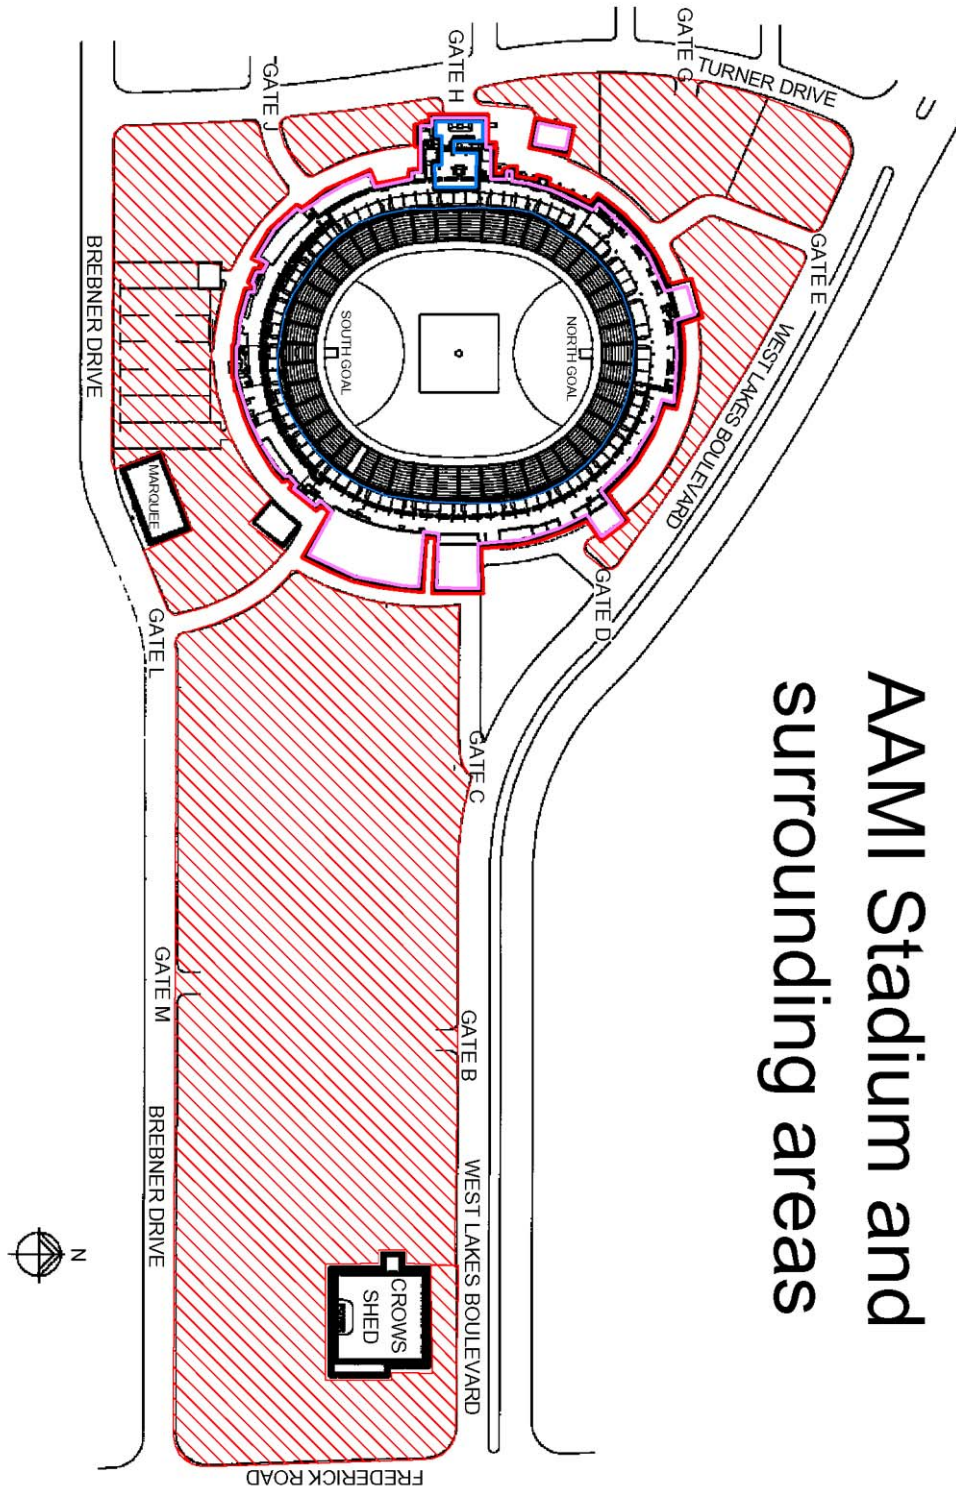 AAMI Stadium and
surrounding areas
TURNER DRIVE
GATE G
GATE H
GATE J
GATE E
WEST LAKES BOULEVARD
NORTH GOAL
SOUTH GOAL
BREBNER DRIVE
MARQUEE
GATE D
GATE L
GATE C
GATE M
GATE B
BREBNER DRIVE
WEST LAKES BOULEVARD
CROWS
SHED
N
FREDERICK ROAD